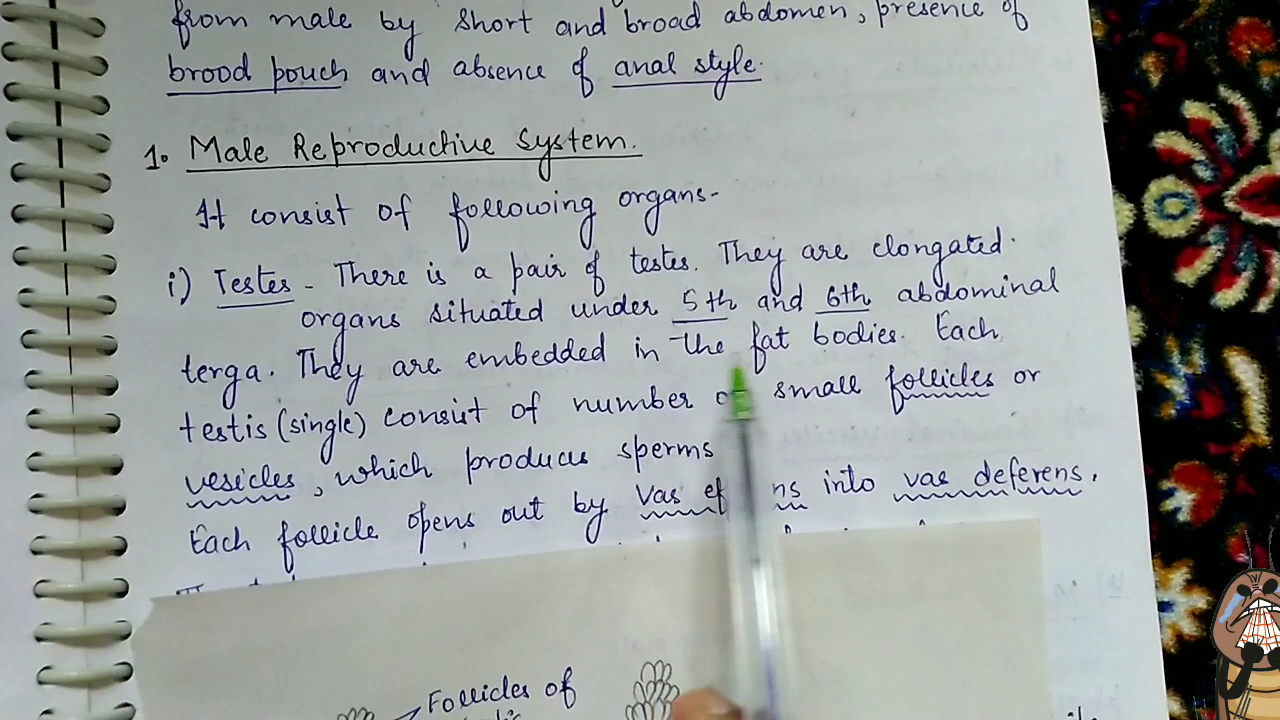 from male by short and broad abdomen, presence of
brood pouch and absence of anal style.
1. Male Reproductive System.
It consist of following organs-
i) Testes - There is a pair of testes. They are elongated.
organs situated under 5th and 6th abdominal
terga. They are embedded in the fat bodies. Each
testis (single) consist of number small follicles or
vesicles, which produces sperms
Each follicle opens out by Vas into vas deferens.
Follicles of